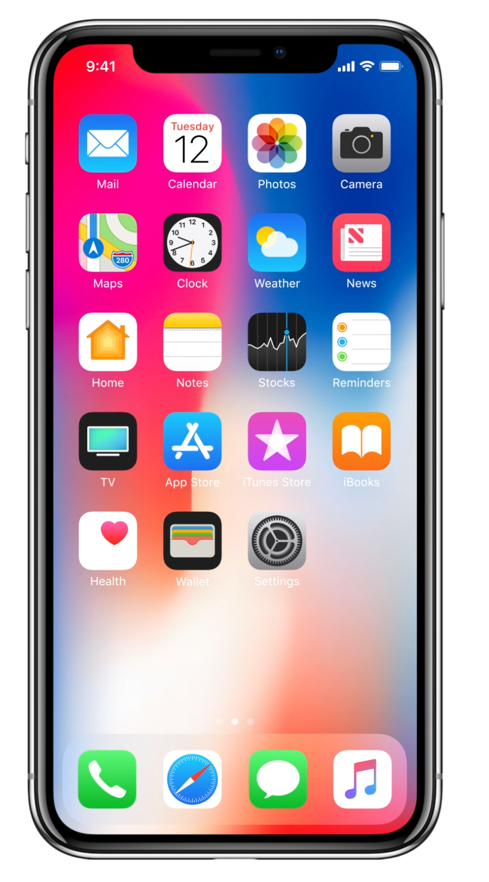 9:41
Tuesday
12
Mail Calendar Photos Camera
280
Maps Clock Weather News
Home Notes Stocks Reminders
TV App Store iTunes Store iBooks
Health Wallet Settings